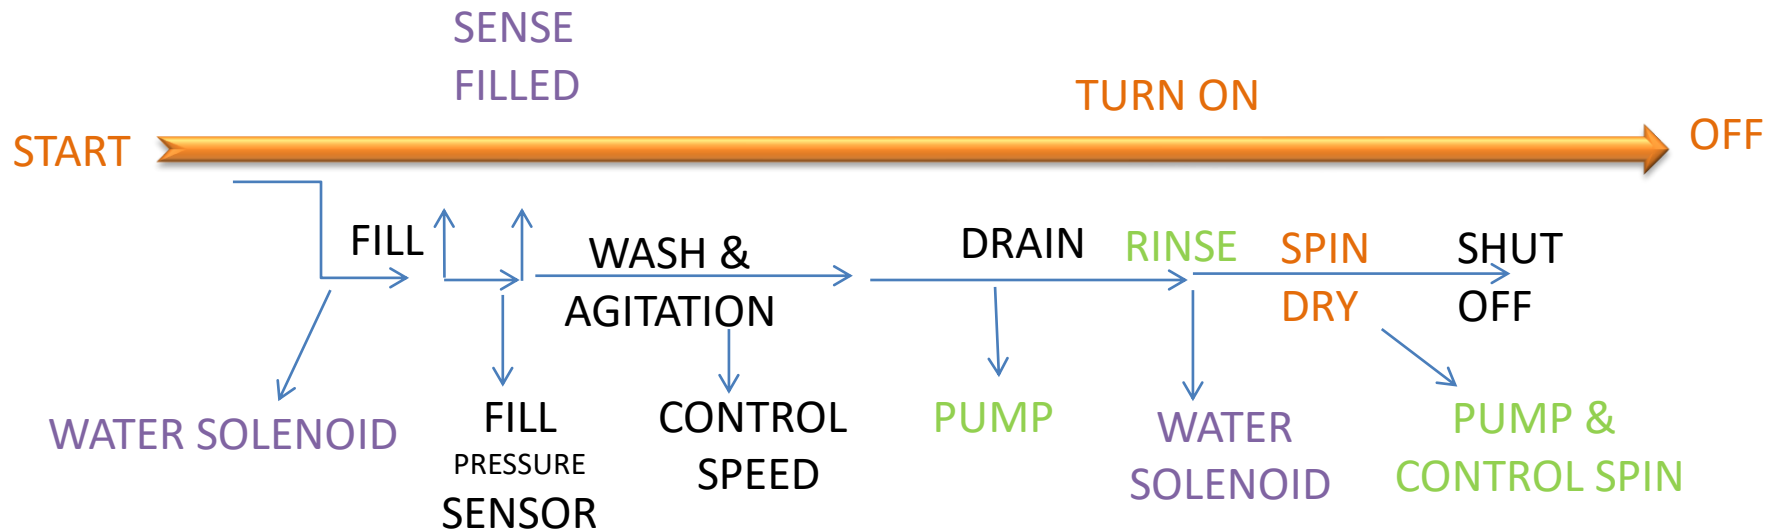 SENSE
FILLED
TURN ON
START
OFF
FILL
WASH &
AGITATION
DRAIN
RINSE
SPIN
DRY
SHUT
OFF
WATER SOLENOID
FILL
PRESSURE
SENSOR
CONTROL
SPEED
PUMP
WATER
SOLENOID
PUMP &
CONTROL SPIN